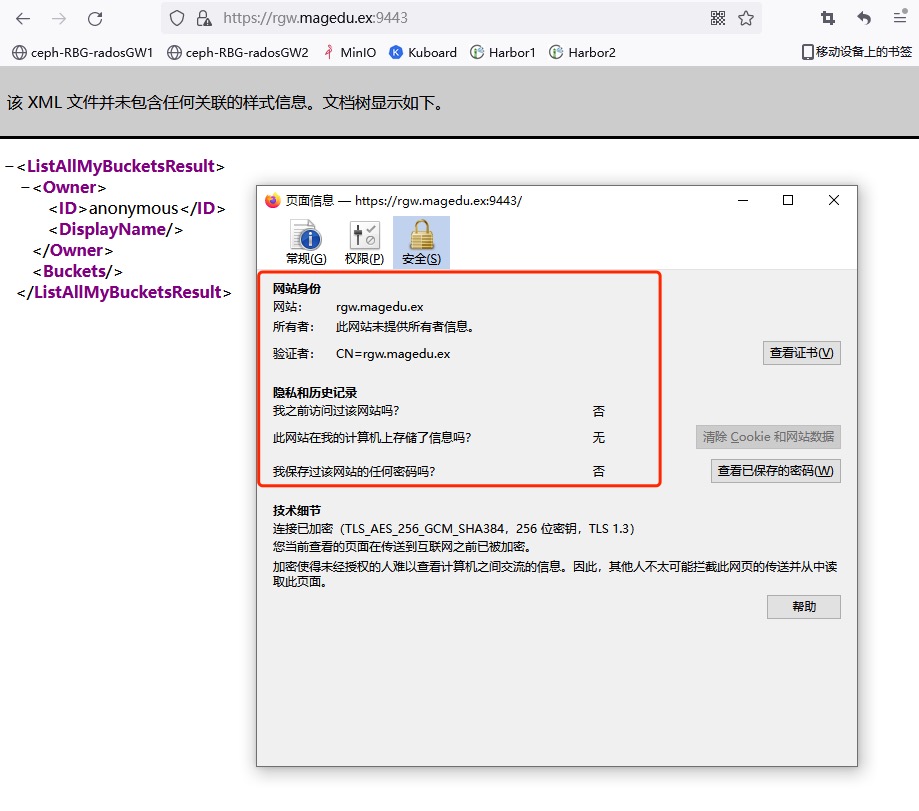 https://rgw.magedu.ex:9443
ceph-RBG-radosGW1 ceph-RBG-radosGW2 MinIO Kuboard Harbor1 Harbor2 移动设备上的书签
该 XML 文件并未包含任何关联的样式信息。文档树显示如下。
−<ListAllMyBucketsResult>
−<Owner>
<ID>anonymous</ID>
<DisplayName/>
</Owner>
<Buckets/>
</ListAllMyBucketsResult>
页面信息 — https://rgw.magedu.ex:9443/
常规(G) 权限(P) 安全(S)
网站身份
网站： rgw.magedu.ex
所有者： 此网站未提供所有者信息。
验证者： CN=rgw.magedu.ex
查看证书(V)
隐私和历史记录
我之前访问过该网站吗？ 否
此网站在我的计算机上存储了信息吗？ 无
清除 Cookie 和网站数据
我保存过该网站的任何密码吗？ 否
查看已保存的密码(W)
技术细节
连接已加密（TLS_AES_256_GCM_SHA384，256 位密钥，TLS 1.3）
您当前查看的页面在传送到互联网之前已被加密。
加密使得未经授权的人难以查看计算机之间交流的信息。因此，其他人不太可能拦截此网页的传送并从中读
取此页面。
帮助